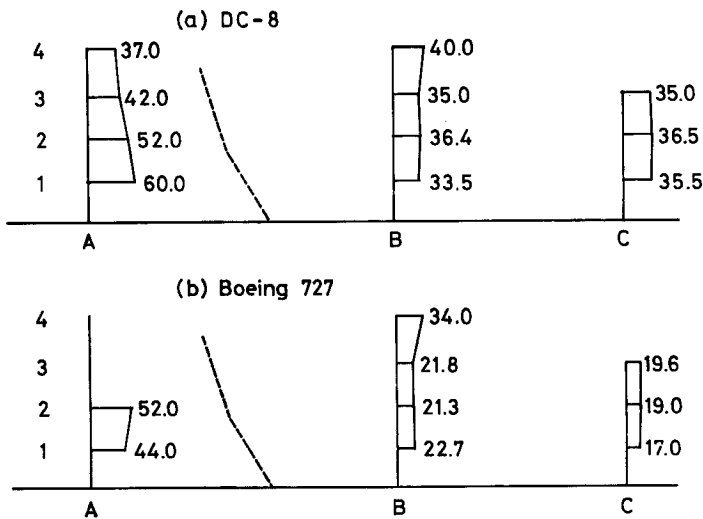 (a) DC-8
4 37.0 40.0
3 42.0 35.0 35.0
2 52.0 36.4 36.5
1 60.0 33.5 35.5
A B C
(b) Boeing 727
4 34.0
3 21.8 19.6
2 52.0 21.3 19.0
1 44.0 22.7 17.0
A B C